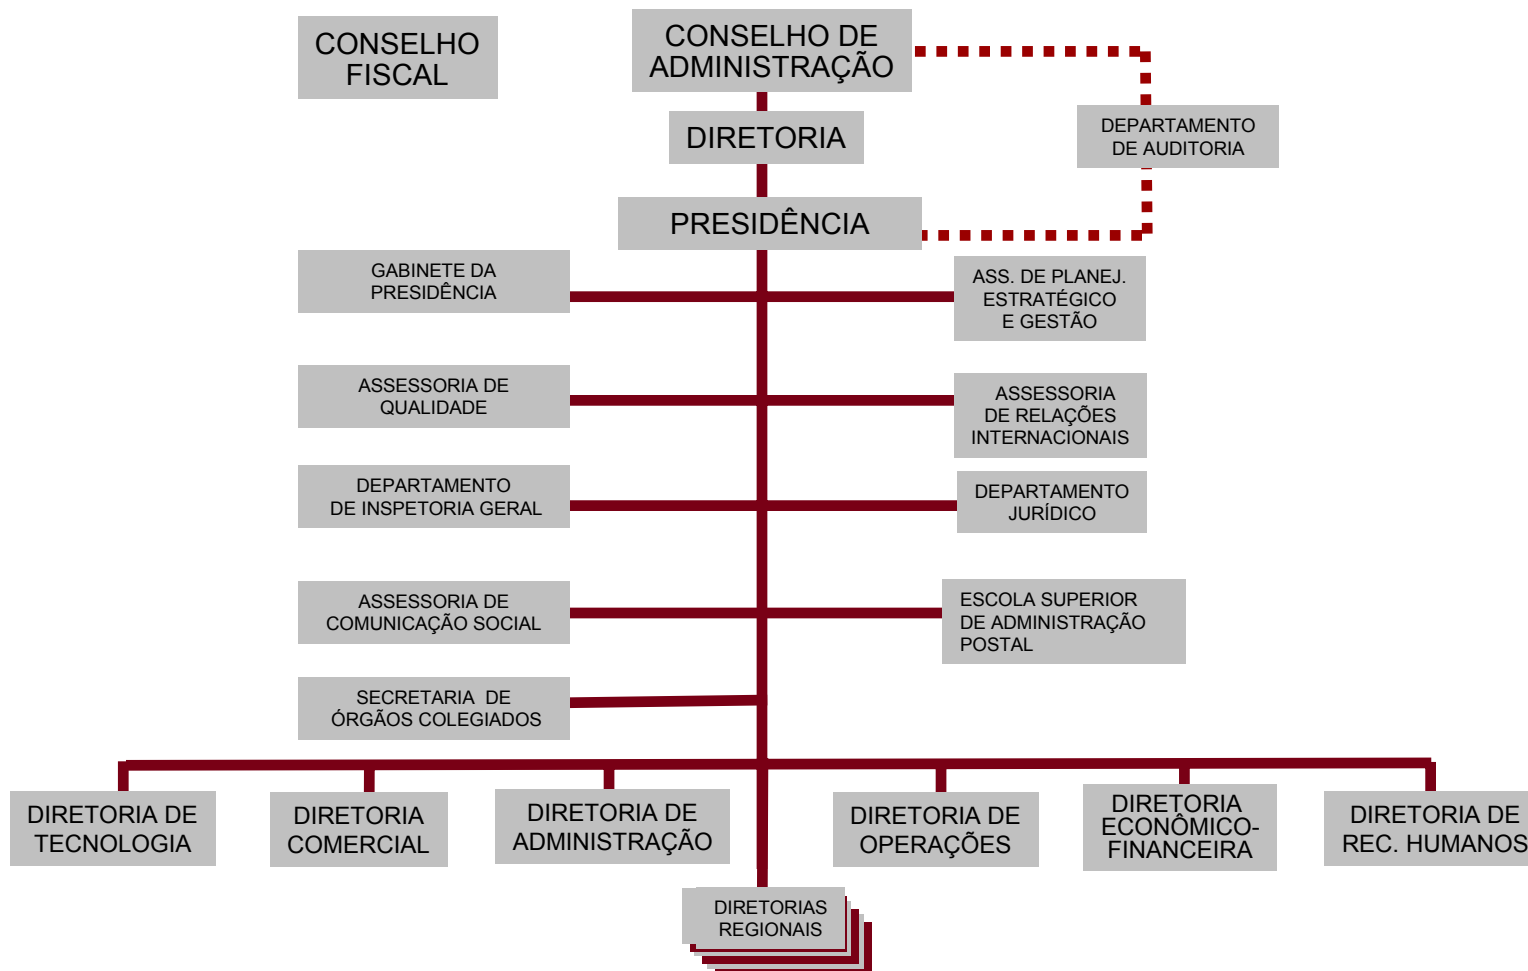 CONSELHO
FISCAL
CONSELHO DE
ADMINISTRAÇÃO
DIRETORIA
DEPARTAMENTO
DE AUDITORIA
PRESIDÊNCIA
GABINETE DA
PRESIDÊNCIA
ASS. DE PLANEJ.
ESTRATÉGICO
E GESTÃO
ASSESSORIA DE
QUALIDADE
ASSESSORIA
DE RELAÇÕES
INTERNACIONAIS
DEPARTAMENTO
DE INSPETORIA GERAL
DEPARTAMENTO
JURÍDICO
ASSESSORIA DE
COMUNICAÇÃO SOCIAL
ESCOLA SUPERIOR
DE ADMINISTRAÇÃO
POSTAL
SECRETARIA DE
ÓRGÃOS COLEGIADOS
DIRETORIA DE
TECNOLOGIA
DIRETORIA
COMERCIAL
DIRETORIA DE
ADMINISTRAÇÃO
DIRETORIA DE
OPERAÇÕES
DIRETORIA
ECONÔMICO-
FINANCEIRA
DIRETORIA DE
REC. HUMANOS
DIRETORIAS
REGIONAIS